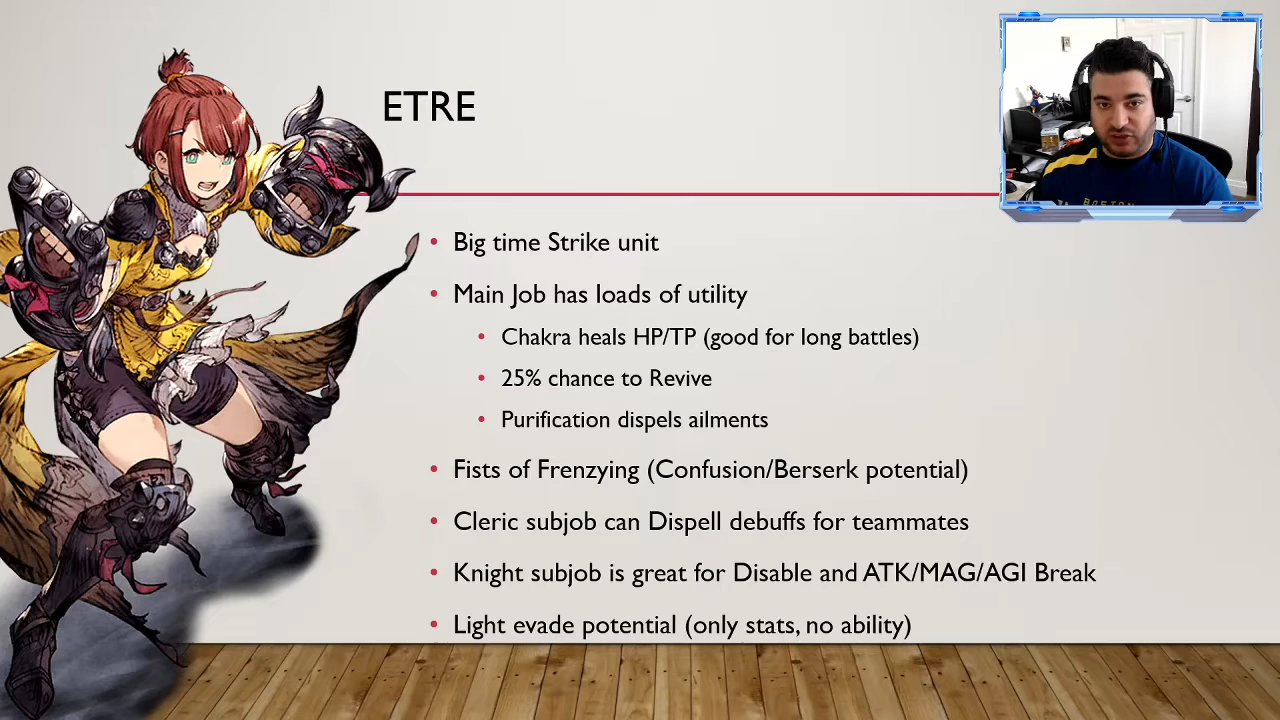 ETRE
BOSTON
Big time Strike unit
Main Job has loads of utility
Chakra heals HP/TP (good for long battles)
25% chance to Revive
Purification dispels ailments
Fists of Frenzying (Confusion/Berserk potential)
Cleric subjob can Dispell debuffs for teammates
Knight subjob is great for Disable and ATK/MAG/AGI Break
Light evade potential (only stats, no ability)